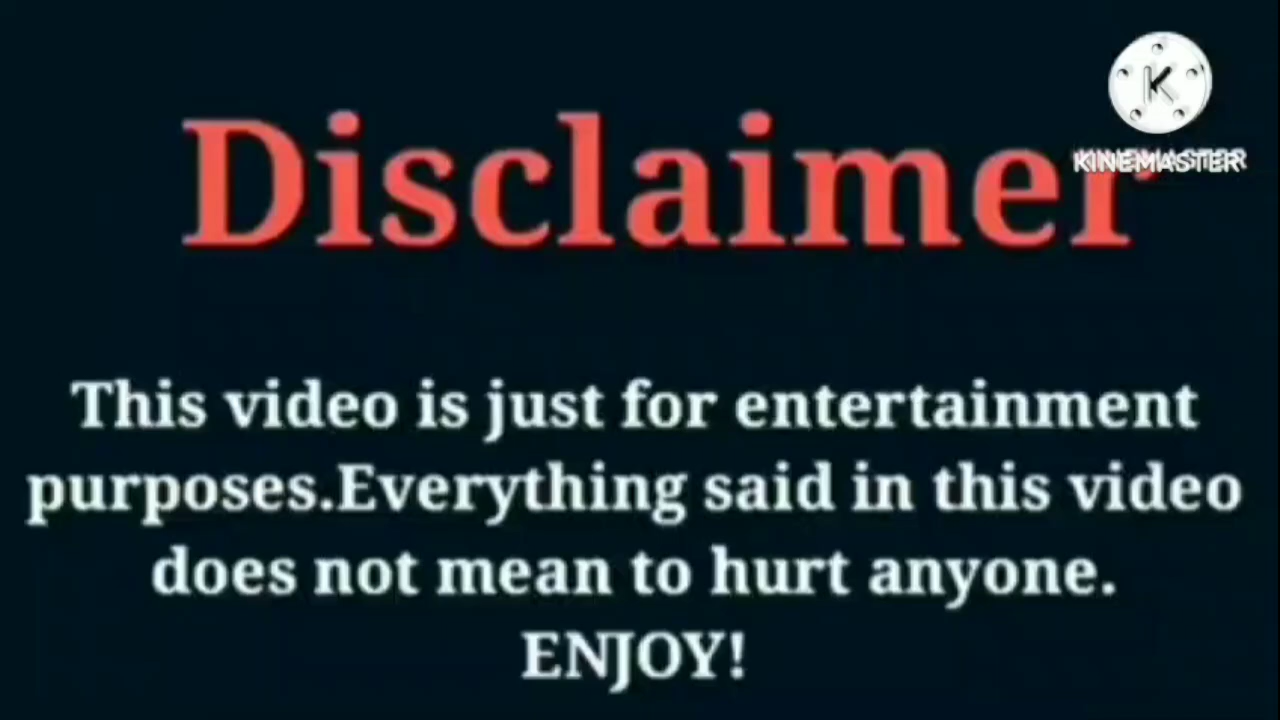 K
KINEMASTER
Disclaimer
This video is just for entertainment
purposes.Everything said in this video
does not mean to hurt anyone.
ENJOY!